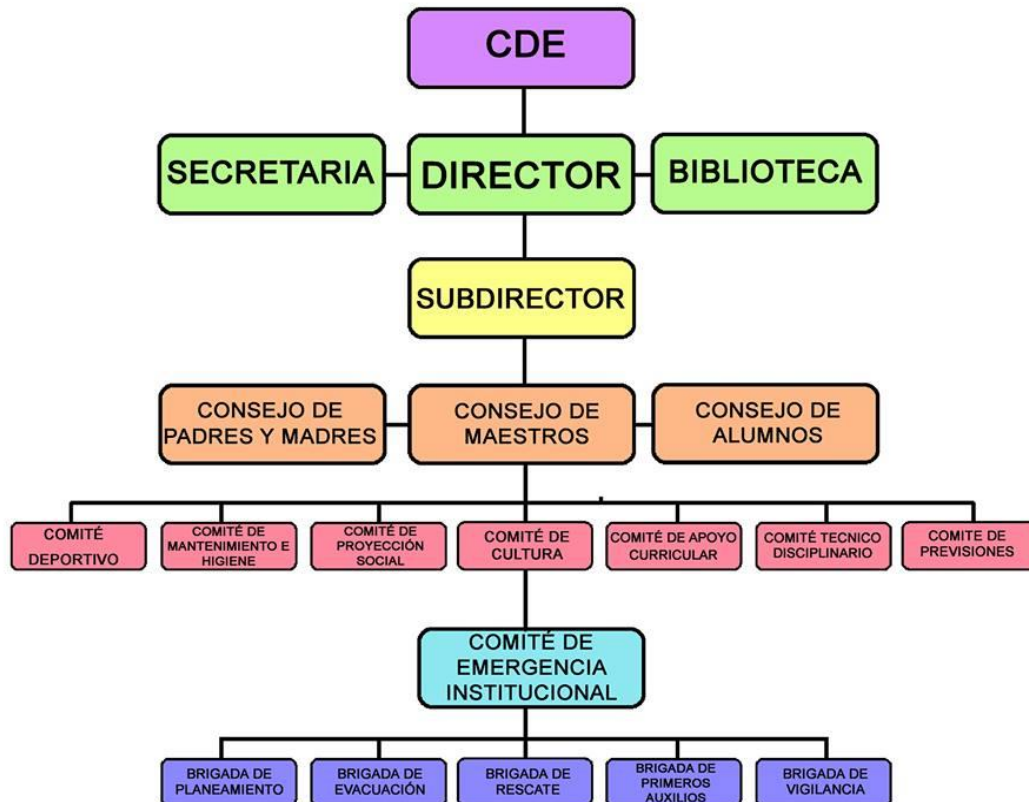 CDE
SECRETARIA
DIRECTOR
BIBLIOTECA
SUBDIRECTOR
CONSEJO DE
PADRES Y MADRES
CONSEJO DE
MAESTROS
CONSEJO DE
ALUMNOS
COMITÉ
DEPORTIVO
COMITÉ DE
MANTENIMIENTO E
HIGIENE
COMITÉ DE
PROYECCIÓN
SOCIAL
COMITÉ DE
CULTURA
COMITÉ DE APOYO
CURRICULAR
COMITÉ TECNICO
DISCIPLINARIO
COMITE DE
PREVISIONES
COMITÉ DE
EMERGENCIA
INSTITUCIONAL
BRIGADA DE
PLANEAMIENTO
BRIGADA DE
EVACUACIÓN
BRIGADA DE
RESCATE
BRIGADA DE
PRIMEROS
AUXILIOS
BRIGADA DE
VIGILANCIA